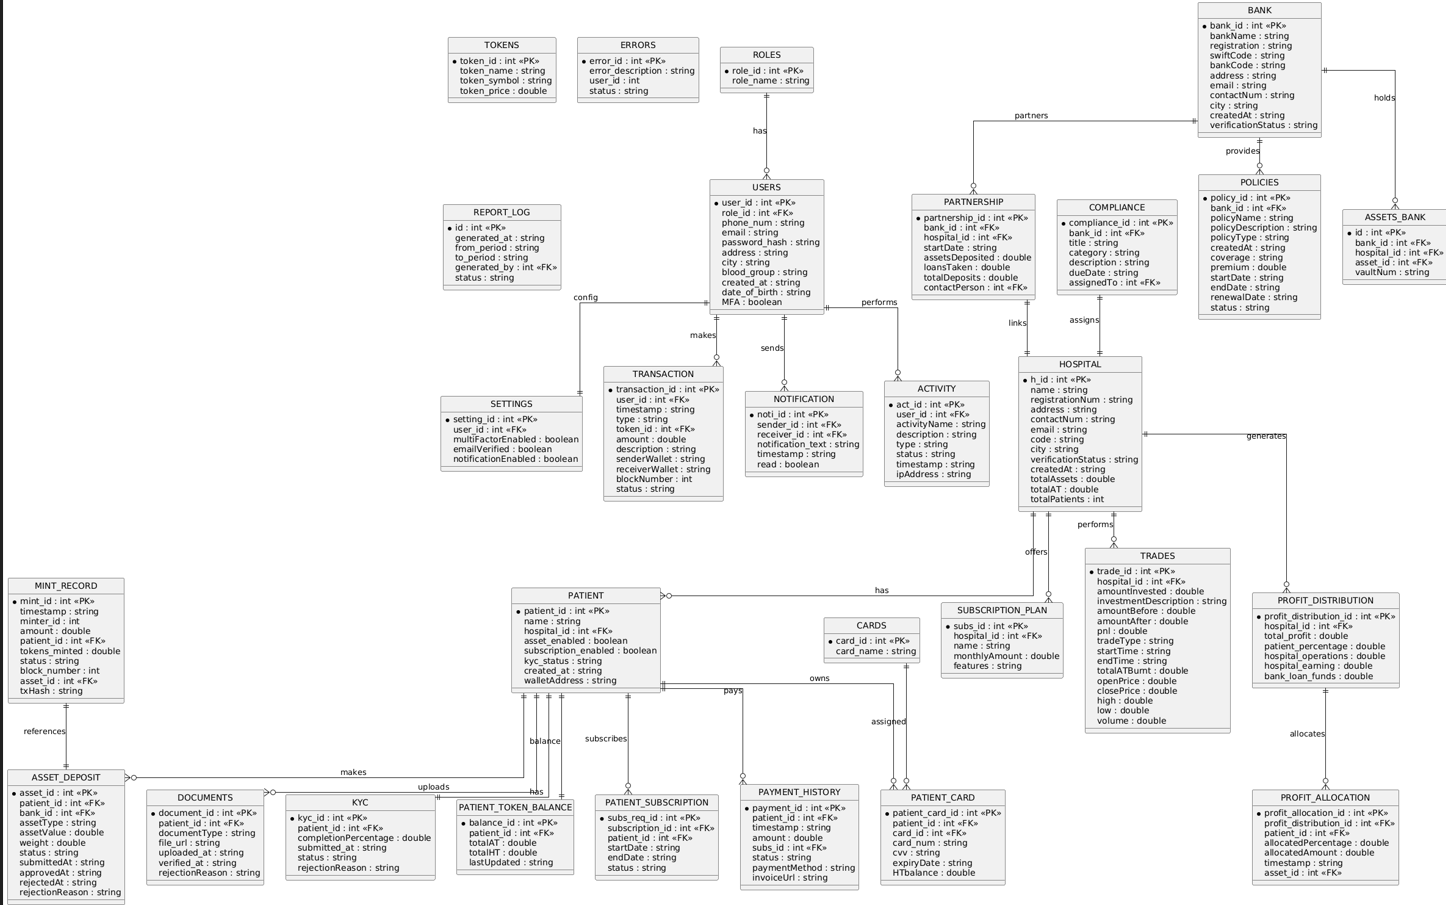 BANK
bank_id : int «PK»
bankName : string
registration : string
swiftCode : string
bankCode : string
address : string
email : string
contactNum : string
city : string
createdAt : string
verificationStatus : string
TOKENS
token_id : int «PK»
token_name : string
token_symbol : string
token_price : double
ERRORS
error_id : int «PK»
error_description : string
user_id : int
status : string
ROLES
role_id : int «PK»
role_name : string
holds
partners
has
provides
USERS
user_id : int «PK»
role_id : int «FK»
phone_num : string
email : string
password_hash : string
address : string
city : string
blood_group : string
created_at : string
date_of_birth : string
MFA : boolean
PARTNERSHIP
partnership_id : int «PK»
bank_id : int «FK»
hospital_id : int «FK»
startDate : string
assetsDeposited : double
loansTaken : double
totalDeposits : double
contactPerson : int «FK»
COMPLIANCE
compliance_id : int «PK»
bank_id : int «FK»
title : string
category : string
description : string
dueDate : string
assignedTo : int «FK»
POLICIES
policy_id : int «PK»
bank_id : int «FK»
policyName : string
policyDescription : string
policyType : string
createdAt : string
coverage : string
premium : double
startDate : string
endDate : string
renewalDate : string
status : string
ASSETS_BANK
id : int «PK»
bank_id : int «FK»
hospital_id : int «FK»
asset_id : int «FK»
vaultNum : string
REPORT_LOG
id : int «PK»
generated_at : string
from_period : string
to_period : string
generated_by : int «FK»
status : string
config
performs
makes
sends
links
assigns
SETTINGS
setting_id : int «PK»
user_id : int «FK»
multiFactorEnabled : boolean
emailVerified : boolean
notificationEnabled : boolean
TRANSACTION
transaction_id : int «PK»
user_id : int «FK»
timestamp : string
type : string
token_id : int «FK»
amount : double
description : string
senderWallet : string
receiverWallet : string
blockNumber : int
status : string
NOTIFICATION
noti_id : int «PK»
sender_id : int «FK»
receiver_id : int «FK»
notification_text : string
timestamp : string
read : boolean
ACTIVITY
act_id : int «PK»
user_id : int «FK»
activityName : string
description : string
type : string
status : string
timestamp : string
ipAddress : string
HOSPITAL
h_id : int «PK»
name : string
registrationNum : string
address : string
contactNum : string
email : string
code : string
city : string
verificationStatus : string
createdAt : string
totalAssets : double
totalAT : double
totalPatients : int
generates
offers
performs
has
MINT_RECORD
mint_id : int «PK»
timestamp : string
minter_id : int
amount : double
patient_id : int «FK»
tokens_minted : double
status : string
block_number : int
asset_id : int «FK»
txHash : string
PATIENT
patient_id : int «PK»
name : string
hospital_id : int «FK»
asset_enabled : boolean
subscription_enabled : boolean
kyc_status : string
created_at : string
walletAddress : string
CARDS
card_id : int «PK»
card_name : string
SUBSCRIPTION_PLAN
subs_id : int «PK»
hospital_id : int «FK»
name : string
monthlyAmount : double
features : string
TRADES
trade_id : int «PK»
hospital_id : int «FK»
amountInvested : double
investmentDescription : string
amountBefore : double
amountAfter : double
pnl : double
tradeType : string
startTime : string
endTime : string
totalATBurnt : double
openPrice : double
closePrice : double
high : double
low : double
volume : double
PROFIT_DISTRIBUTION
profit_distribution_id : int «PK»
hospital_id : int «FK»
total_profit : double
patient_percentage : double
hospital_operations : double
hospital_earning : double
bank_loan_funds : double
references
balance
subscribes
pays
owns
assigned
allocates
makes
uploads
has
ASSET_DEPOSIT
asset_id : int «PK»
patient_id : int «FK»
bank_id : int «FK»
assetType : string
assetValue : double
weight : double
status : string
submittedAt : string
approvedAt : string
rejectedAt : string
rejectionReason : string
DOCUMENTS
document_id : int «PK»
patient_id : int «FK»
documentType : string
file_url : string
uploaded_at : string
verified_at : string
rejectionReason : string
KYC
kyc_id : int «PK»
patient_id : int «FK»
completionPercentage : double
submitted_at : string
status : string
rejectionReason : string
PATIENT_TOKEN_BALANCE
balance_id : int «PK»
patient_id : int «FK»
totalAT : double
totalHT : double
lastUpdated : string
PATIENT_SUBSCRIPTION
subs_req_id : int «PK»
subscription_id : int «FK»
patient_id : int «FK»
startDate : string
endDate : string
status : string
PAYMENT_HISTORY
payment_id : int «PK»
patient_id : int «FK»
timestamp : string
amount : double
subs_id : int «FK»
status : string
paymentMethod : string
invoiceUrl : string
PATIENT_CARD
patient_card_id : int «PK»
patient_id : int «FK»
card_id : int «FK»
card_num : string
cvv : string
expiryDate : string
HTbalance : double
PROFIT_ALLOCATION
profit_allocation_id : int «PK»
profit_distribution_id : int «FK»
patient_id : int «FK»
allocatedPercentage : double
allocatedAmount : double
timestamp : string
asset_id : int «FK»